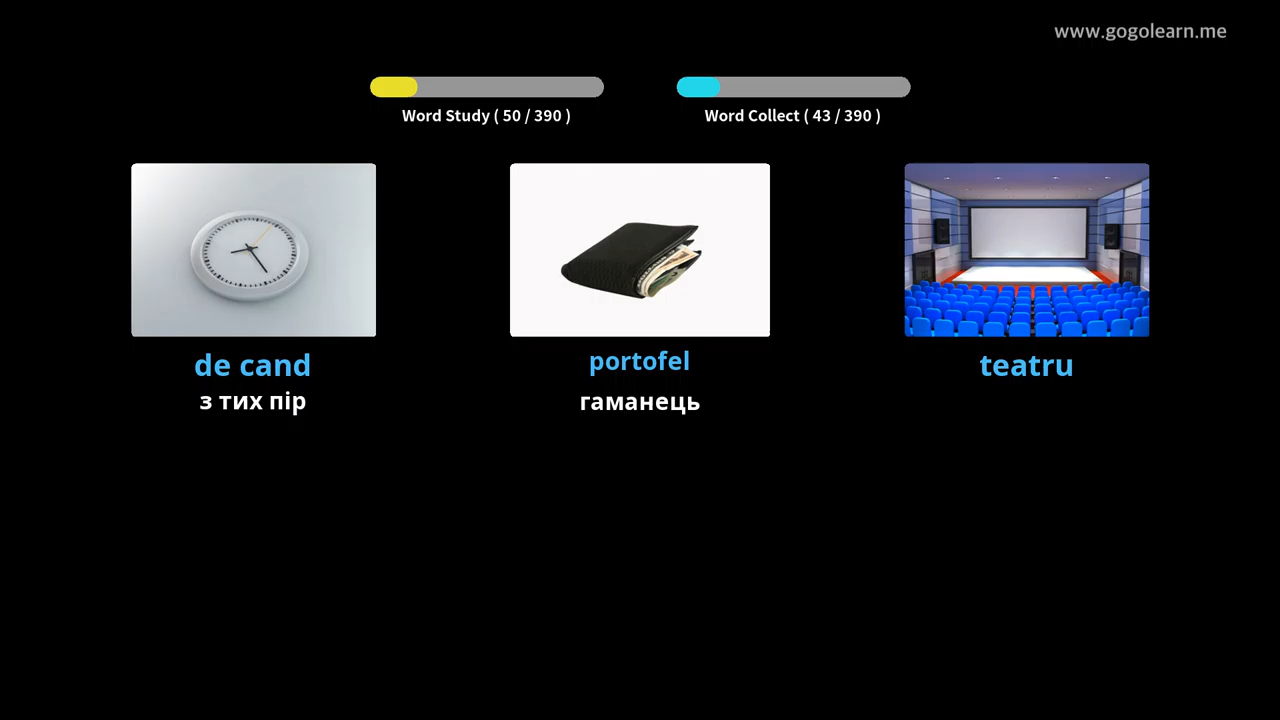 www.gogolearn.me
Word Study ( 50 / 390 )
Word Collect ( 43 / 390 )
de cand
portofel
teatru
з тих пір
гаманець